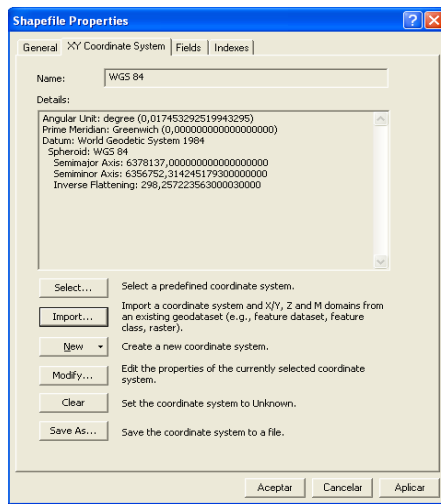 Shapefile Properties
General XY Coordinate System Fields Indexes
Name: WGS 84
Details:
Angular Unit: degree (0,017453292519943295)
Prime Meridian: Greenwich (0,000000000000000000)
Datum: World Geodetic System 1984
Spheroid: WGS 84
Semimajor Axis: 6378137,000000000000000000
Semiminor Axis: 6356752,314245179300000000
Inverse Flattening: 298,257223563000030000
Select... Select a predefined coordinate system.
Import... Import a coordinate system and X/Y, Z and M domains from
an existing geodataset (e.g., feature dataset, feature
class, raster).
New Create a new coordinate system.
Modify... Edit the properties of the currently selected coordinate
system.
Clear Set the coordinate system to Unknown.
Save As... Save the coordinate system to a file.
Aceptar Cancelar Aplicar